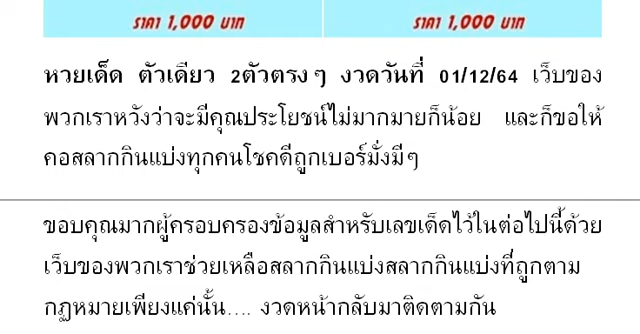 ราคา 1,000 บาท ราคา 1,000 บาท
หวยเด็ด ตัวเดียว 2ตัวตรงๆ งวดวันที่ 01/12/64 เว็บของ
พวกเราหวังว่าจะมีคุณประโยชน์ไม่มากมายก็น้อย และก็ขอให้
คอสลากกินแบ่งทุกคนโชคดีถูกเบอร์มั่งมีๆ
ขอบคุณมากผู้ครอบครองข้อมูลสำหรับเลขเด็ดไว้ในต่อไปนี้ด้วย
เว็บของพวกเราช่วยเหลือสลากกินแบ่งสลากกินแบ่งที่ถูกตาม
กฎหมายเพียงแค่นั้น.... งวดหน้ากลับมาติดตามกัน